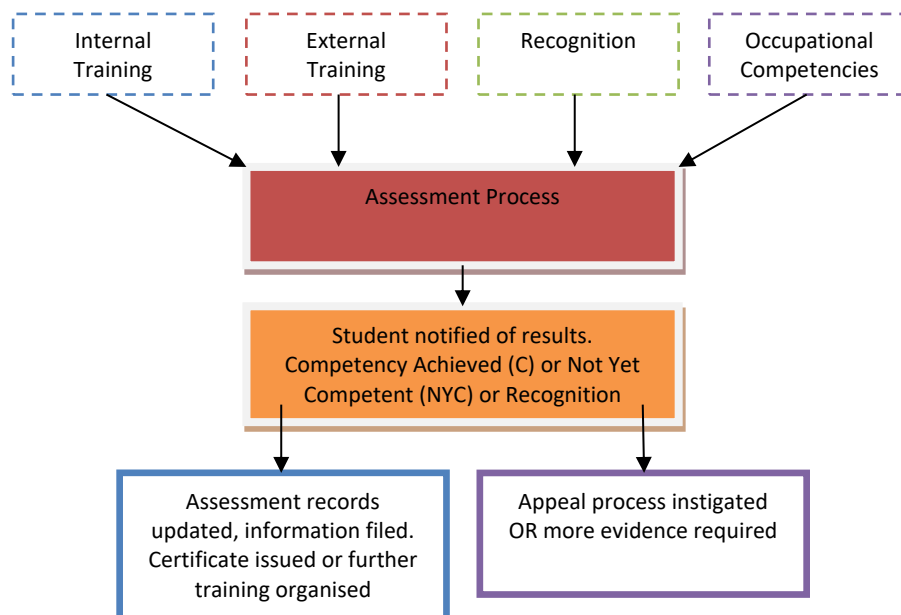 Internal
Training
External
Training
Recognition
Occupational
Competencies
Assessment Process
Student notified of results.
Competency Achieved (C) or Not Yet
Competent (NYC) or Recognition
Assessment records
updated, information filed.
Certificate issued or further
training organised
Appeal process instigated
OR more evidence required